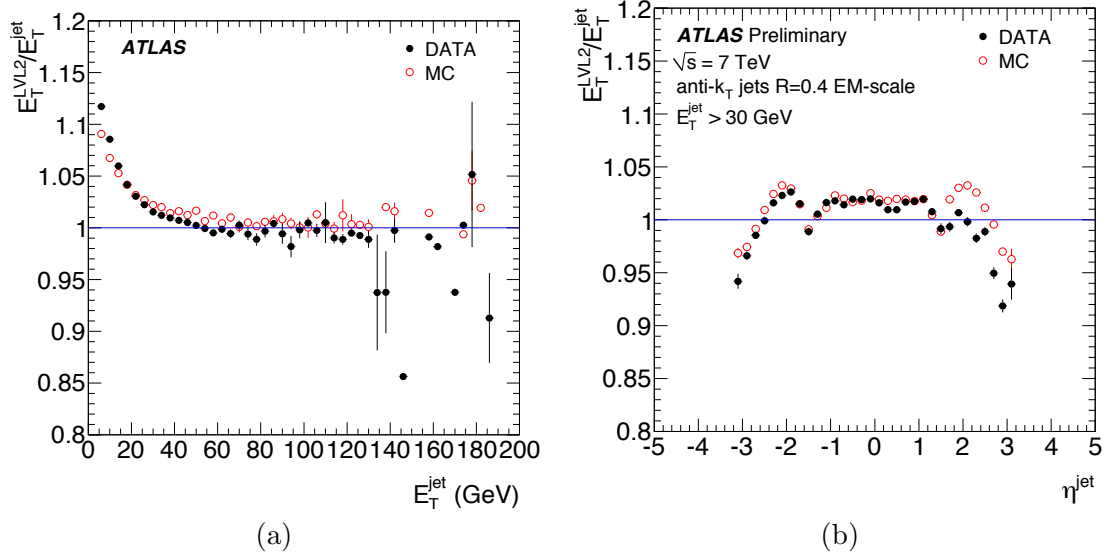 E_T^LVL2/E_T^jet
1.2
1.15
1.1
1.05
1
0.95
0.9
0.85
0.8
ATLAS
DATA
MC
0 20 40 60 80 100 120 140 160 180 200
E_T^jet (GeV)
(a)
E_T^LVL2/E_T^jet
1.2
1.15
1.1
1.05
1
0.95
0.9
0.85
0.8
ATLAS Preliminary
√s = 7 TeV
anti-k_T jets R=0.4 EM-scale
E_T^jet > 30 GeV
DATA
MC
-5 -4 -3 -2 -1 0 1 2 3 4 5
η^jet
(b)